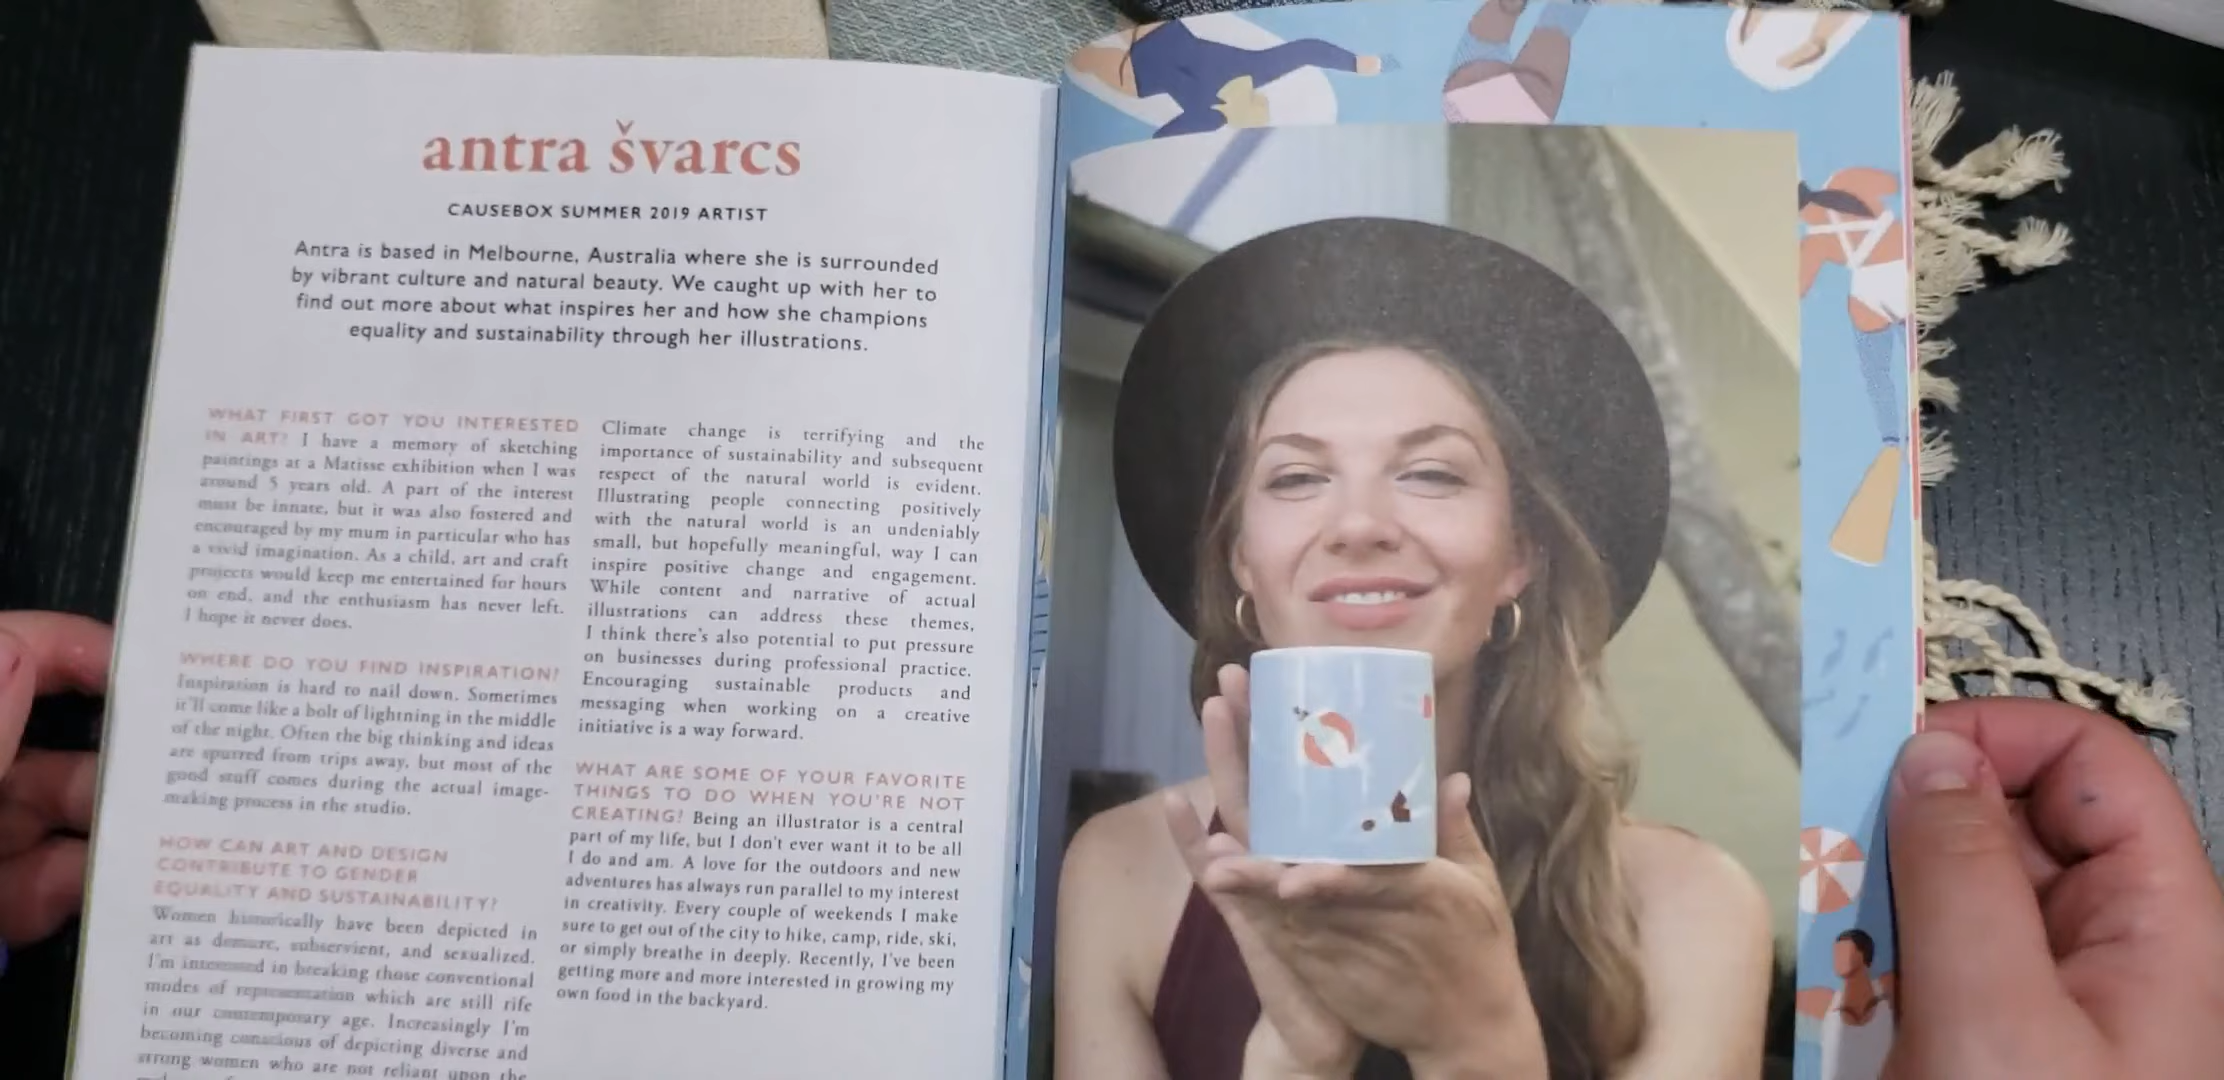 antra švarcs
CAUSEBOX SUMMER 2019 ARTIST
Antra is based in Melbourne, Australia where she is surrounded
by vibrant culture and natural beauty. We caught up with her to
find out more about what inspires her and how she champions
equality and sustainability through her illustrations.
WHAT FIRST GOT YOU INTERESTED
IN ART? I have a memory of sketching
paintings at a Matisse exhibition when I was
around 5 years old. A part of the interest
must be innate, but it was also fostered and
encouraged by my mum in particular who has
a vivid imagination. As a child, art and craft
projects would keep me entertained for hours
on end, and the enthusiasm has never left.
I hope it never does.
WHERE DO YOU FIND INSPIRATION?
Inspiration is hard to nail down. Sometimes
it'll come like a bolt of lightning in the middle
of the night. Often the big thinking and ideas
are spurred from trips away, but most of the
good stuff comes during the actual image-
making process in the studio.
HOW CAN ART AND DESIGN
CONTRIBUTE TO GENDER
EQUALITY AND SUSTAINABILITY?
Women historically have been depicted in
art as demure, subservient, and sexualized.
I'm interested in breaking those conventional
modes of representation which are still rife
in our contemporary age. Increasingly I'm
becoming conscious of depicting diverse and
strong women who are not reliant upon the
Climate change is terrifying and the
importance of sustainability and subsequent
respect of the natural world is evident.
Illustrating people connecting positively
with the natural world is an undeniably
small, but hopefully meaningful, way I can
inspire positive change and engagement.
While content and narrative of actual
illustrations can address these themes,
I think there's also potential to put pressure
on businesses during professional practice.
Encouraging sustainable products and
messaging when working on a creative
initiative is a way forward.
WHAT ARE SOME OF YOUR FAVORITE
THINGS TO DO WHEN YOU'RE NOT
CREATING? Being an illustrator is a central
part of my life, but I don't ever want it to be all
I do and am. A love for the outdoors and new
adventures has always run parallel to my interest
in creativity. Every couple of weekends I make
sure to get out of the city to hike, camp, ride, ski,
or simply breathe in deeply. Recently, I've been
getting more and more interested in growing my
own food in the backyard.